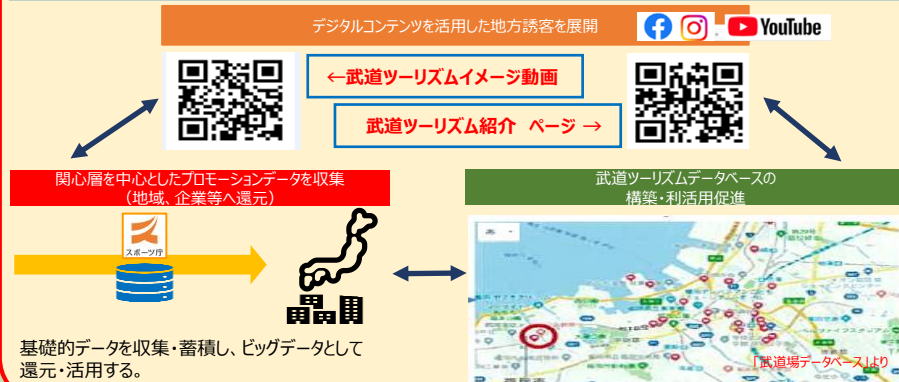 デジタルコンテンツを活用した地方誘客を展開
YouTube
←武道ツーリズムイメージ動画
武道ツーリズム紹介 ページ →
関心層を中心としたプロモーションデータを収集
（地域、企業等へ還元）
武道ツーリズムデータベースの
構築・利活用促進
スポーツ庁
基礎的データを収集・蓄積し、ビッグデータとして
還元・活用する。
あ
「武道場データベース」より